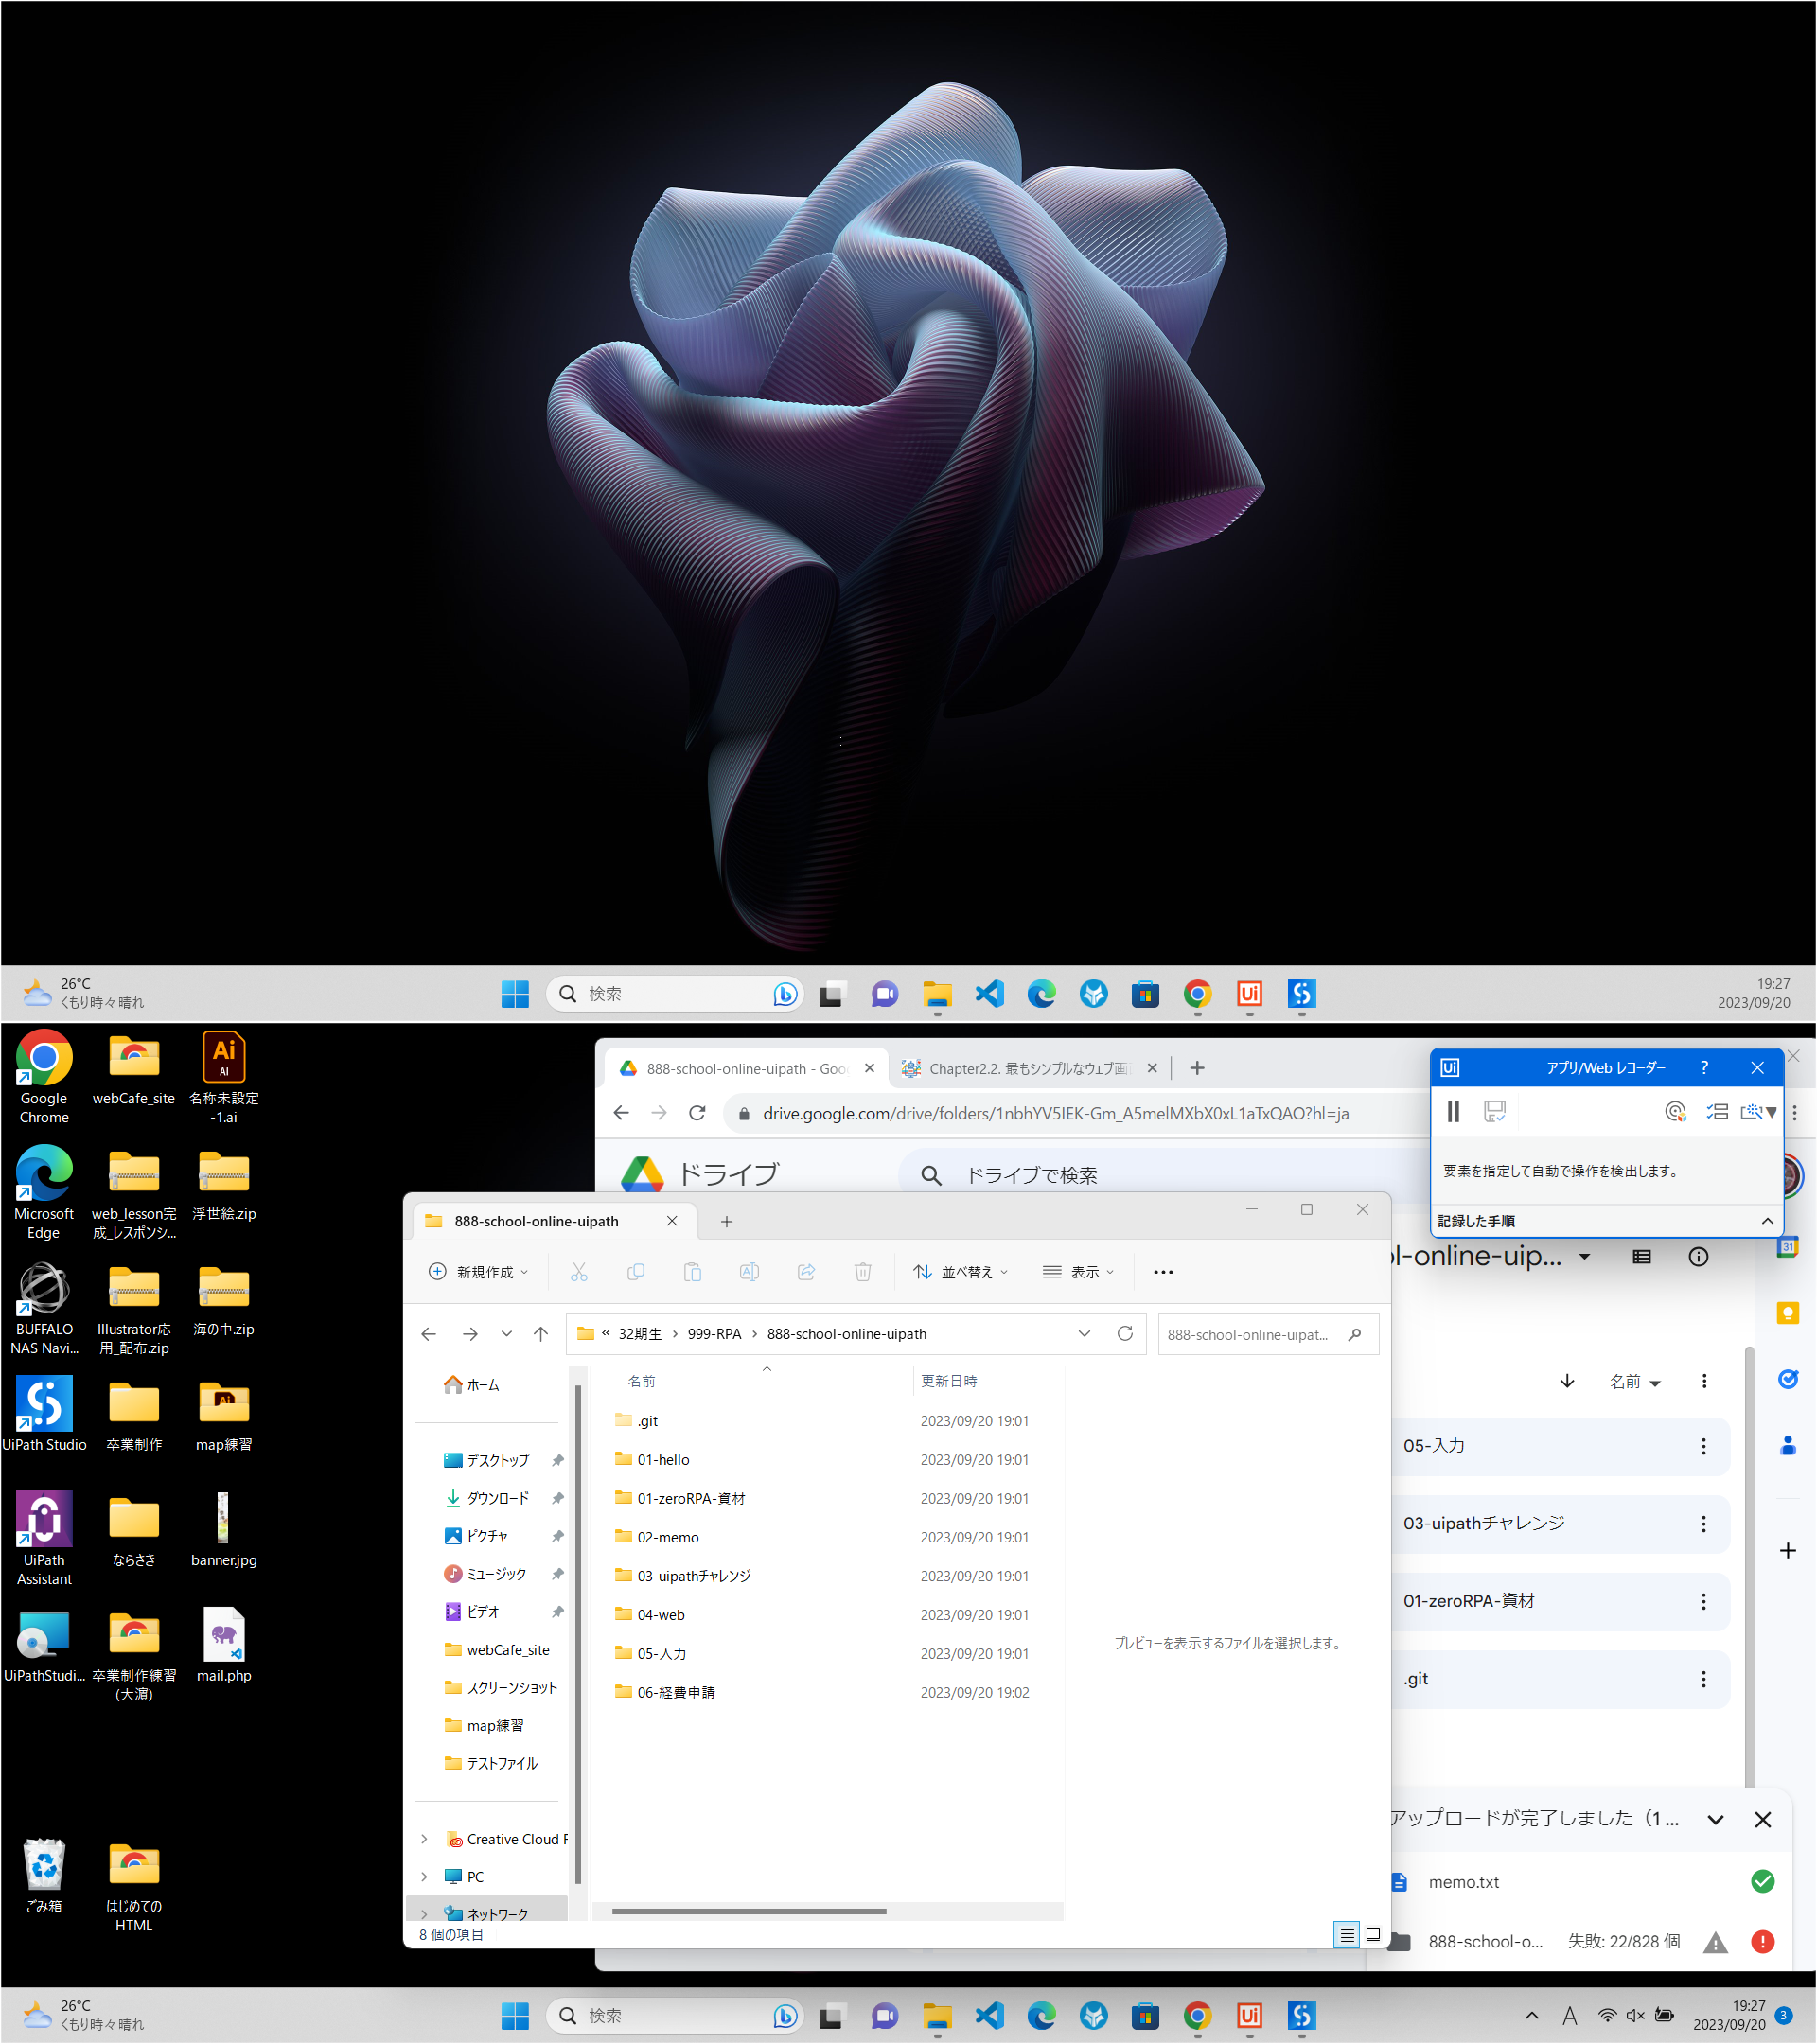 26°C
くもり時々晴れ
検索
19:27
2023/09/20
Google Chrome
webCafe_site
名称未設定-1.ai
Microsoft Edge
web_lesson完成_レスポンシ...
浮世絵.zip
BUFFALO NAS Navi...
Illustrator応用_配布.zip
海の中.zip
UiPath Studio
卒業制作
map練習
UiPath Assistant
ならさき
banner.jpg
UiPathStudi...
卒業制作練習(大濵)
mail.php
ごみ箱
はじめてのHTML
888-school-online-uipath - Goo
Chapter2.2. 最もシンプルなウェブ画
drive.google.com/drive/folders/1nbhYV5IEK-Gm_A5melMXbX0xL1aTxQAO?hl=ja
ドライブ
ドライブで検索
アプリ/Web レコーダー
?
要素を指定して自動で操作を検出します。
記録した手順
l-online-uip...
31
名前
05-入力
03-uipathチャレンジ
01-zeroRPA-資材
.git
アップロードが完了しました（1 ...
memo.txt
888-school-o...
失敗: 22/828 個
888-school-online-uipath
新規作成
並べ替え
表示
« 32期生 › 999-RPA › 888-school-online-uipath
888-school-online-uipat...
ホーム
デスクトップ
ダウンロード
ピクチャ
ミュージック
ビデオ
webCafe_site
スクリーンショット
map練習
テストファイル
Creative Cloud F
PC
ネットワーク
名前 更新日時
.git 2023/09/20 19:01
01-hello 2023/09/20 19:01
01-zeroRPA-資材 2023/09/20 19:01
02-memo 2023/09/20 19:01
03-uipathチャレンジ 2023/09/20 19:01
04-web 2023/09/20 19:01
05-入力 2023/09/20 19:01
06-経費申請 2023/09/20 19:02
プレビューを表示するファイルを選択します。
8 個の項目
26°C
くもり時々晴れ
検索
A
19:27
2023/09/20
3